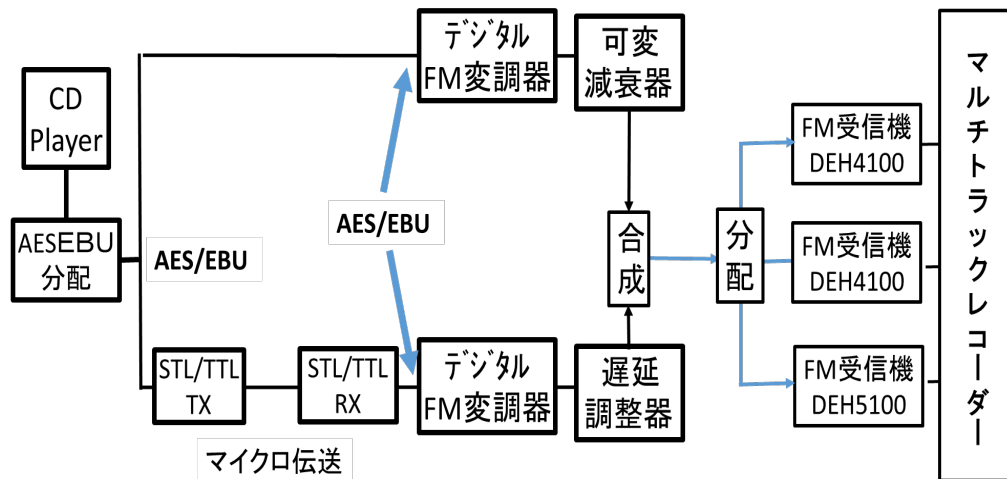 CD
Player
AESEBU
分配
AES/EBU
デジタル
FM変調器
可変
減衰器
AES/EBU
STL/TTL
TX
STL/TTL
RX
マイクロ伝送
デジタル
FM変調器
遅延
調整器
合成
分配
FM受信機
DEH4100
FM受信機
DEH4100
FM受信機
DEH5100
マルチトラックレコーダー